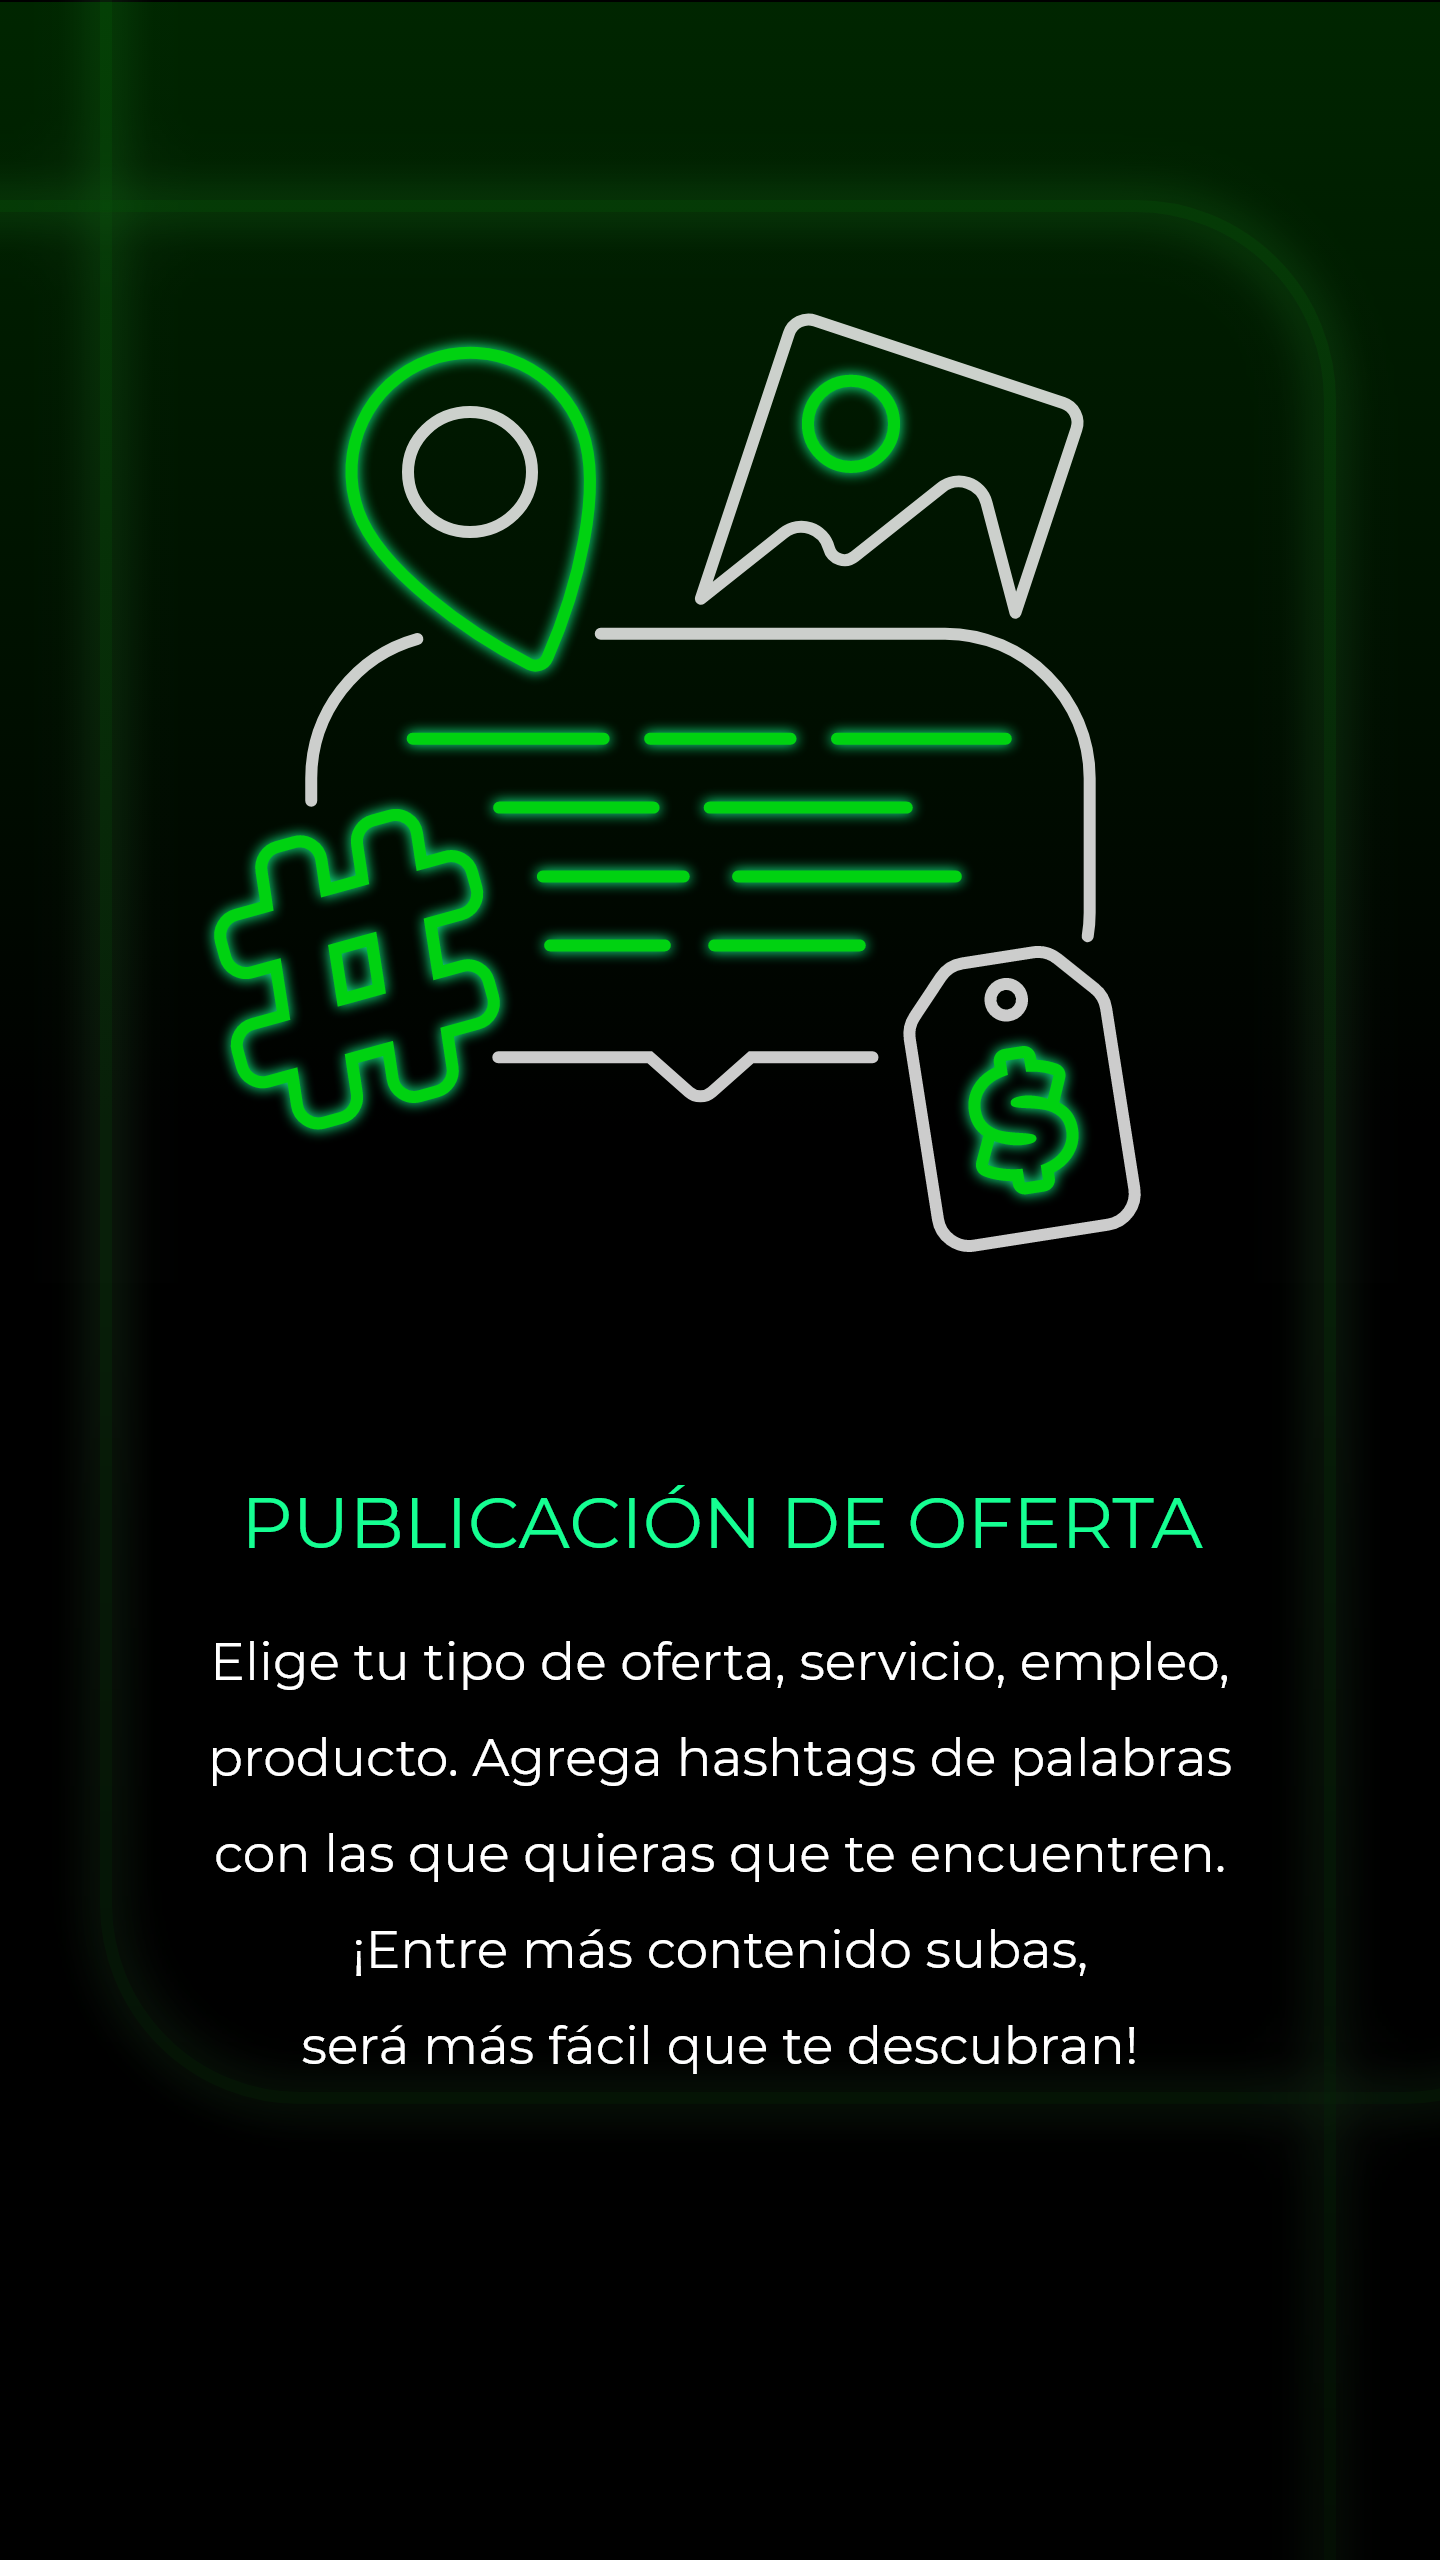 PUBLICACIÓN DE OFERTA
Elige tu tipo de oferta, servicio, empleo,
producto. Agrega hashtags de palabras
con las que quieras que te encuentren.
¡Entre más contenido subas,
será más fácil que te descubran!